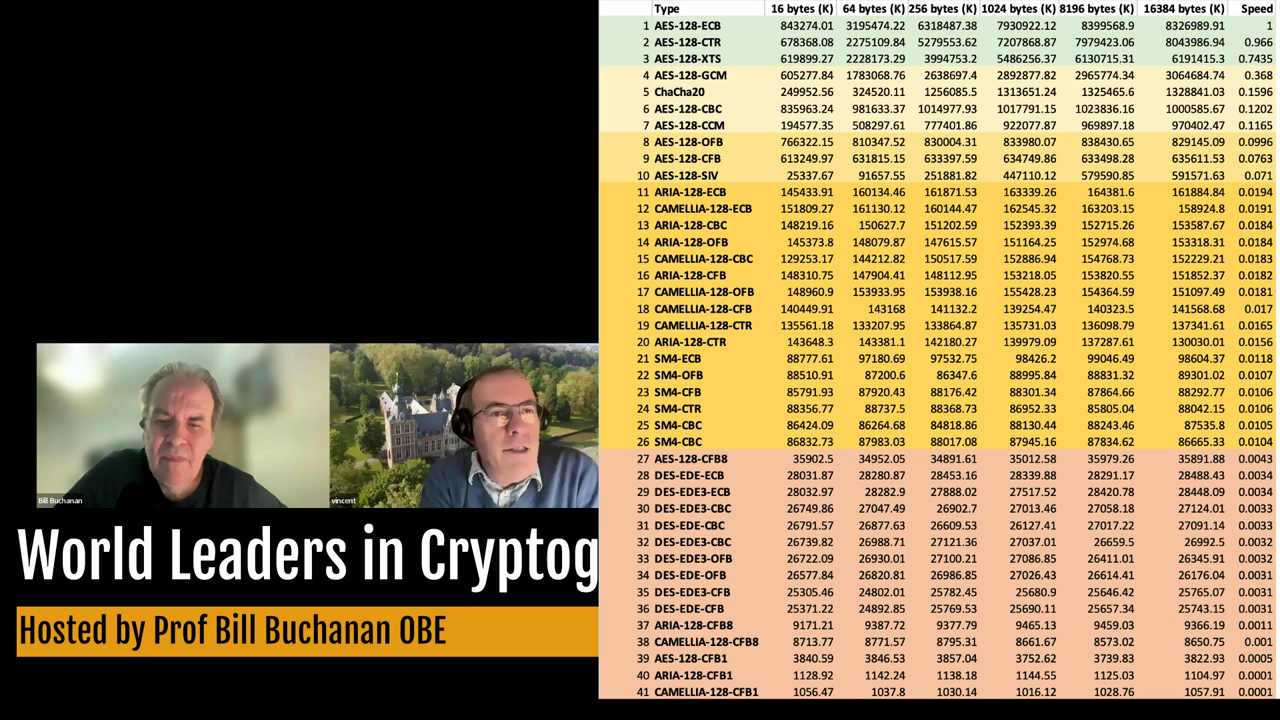 Bill Buchanan
vincent
World Leaders in Cryptog
Hosted by Prof Bill Buchanan OBE
Type 16 bytes (K) 64 bytes (K) 256 bytes (K) 1024 bytes (K) 8196 bytes (K) 16384 bytes (K) Speed
1 AES-128-ECB 843274.01 3195474.22 6318487.38 7930922.12 8399568.9 8326989.91 1
2 AES-128-CTR 678368.08 2275109.84 5279553.62 7207868.87 7979423.06 8043986.94 0.966
3 AES-128-XTS 619899.27 2228173.29 3994753.2 5486256.37 6130715.31 6191415.3 0.7435
4 AES-128-GCM 605277.84 1783068.76 2638697.4 2892877.82 2965774.34 3064684.74 0.368
5 ChaCha20 249952.56 324520.11 1256085.5 1313651.24 1325465.6 1328841.03 0.1596
6 AES-128-CBC 835963.24 981633.37 1014977.93 1017791.15 1023836.16 1000585.67 0.1202
7 AES-128-CCM 194577.35 508297.61 777401.86 922077.87 969897.18 970402.47 0.1165
8 AES-128-OFB 766322.15 810347.52 830004.31 833980.07 838430.65 829145.09 0.0996
9 AES-128-CFB 613249.97 631815.15 633397.59 634749.86 633498.28 635611.53 0.0763
10 AES-128-SIV 25337.67 91657.55 251881.82 447110.12 579590.85 591571.63 0.071
11 ARIA-128-ECB 145433.91 160134.46 161871.53 163339.26 164381.6 161884.84 0.0194
12 CAMELLIA-128-ECB 151809.27 161130.12 160144.47 162545.32 163203.15 158924.8 0.0191
13 ARIA-128-CBC 148219.16 150627.7 151202.59 152393.39 152715.26 153587.67 0.0184
14 ARIA-128-OFB 145373.8 148079.87 147615.57 151164.25 152974.68 153318.31 0.0184
15 CAMELLIA-128-CBC 129253.17 144212.82 150517.59 152886.94 154768.73 152229.21 0.0183
16 ARIA-128-CFB 148310.75 147904.41 148112.95 153218.05 153820.55 151852.37 0.0182
17 CAMELLIA-128-OFB 148960.9 153933.95 153938.16 155428.23 154364.59 151097.49 0.0181
18 CAMELLIA-128-CFB 140449.91 143168 141132.2 139254.47 140323.5 141568.68 0.017
19 CAMELLIA-128-CTR 135561.18 133207.95 133864.87 135731.03 136098.79 137341.61 0.0165
20 ARIA-128-CTR 143648.3 143381.1 142180.27 139979.09 137287.61 130030.01 0.0156
21 SM4-ECB 88777.61 97180.69 97532.75 98426.2 99046.49 98604.37 0.0118
22 SM4-OFB 88510.91 87200.6 86347.6 88995.84 88831.32 89301.02 0.0107
23 SM4-CFB 85791.93 87920.43 88176.42 88301.34 87864.66 88292.77 0.0106
24 SM4-CTR 88356.77 88737.5 88368.73 86952.33 85805.04 88042.15 0.0106
25 SM4-CBC 86424.09 86264.68 84818.86 88130.44 88243.46 87535.8 0.0105
26 SM4-CBC 86832.73 87983.03 88017.08 87945.16 87834.62 86665.33 0.0104
27 AES-128-CFB8 35902.5 34952.05 34891.61 35012.58 35979.26 35891.88 0.0043
28 DES-EDE-ECB 28031.87 28280.87 28453.16 28339.88 28291.17 28488.43 0.0034
29 DES-EDE3-ECB 28032.97 28282.9 27888.02 27517.52 28420.78 28448.09 0.0034
30 DES-EDE3-CBC 26749.86 27047.49 26902.7 27013.46 27058.18 27124.01 0.0033
31 DES-EDE-CBC 26791.57 26877.63 26609.53 26127.41 27017.22 27091.14 0.0033
32 DES-EDE3-CBC 26739.82 26988.71 27121.36 27037.01 26659.5 26992.5 0.0032
33 DES-EDE3-OFB 26722.09 26930.01 27100.21 27086.85 26411.01 26345.91 0.0032
34 DES-EDE-OFB 26577.84 26820.81 26986.85 27026.43 26614.41 26176.04 0.0031
35 DES-EDE3-CFB 25305.46 24802.01 25782.45 25680.9 25646.42 25765.07 0.0031
36 DES-EDE-CFB 25371.22 24892.85 25769.53 25690.11 25657.34 25743.15 0.0031
37 ARIA-128-CFB8 9171.21 9387.72 9377.79 9465.13 9459.03 9366.19 0.0011
38 CAMELLIA-128-CFB8 8713.77 8771.57 8795.31 8661.67 8573.02 8650.75 0.001
39 AES-128-CFB1 3840.59 3846.53 3857.04 3752.62 3739.83 3822.93 0.0005
40 ARIA-128-CFB1 1128.92 1142.24 1138.18 1144.55 1125.03 1104.97 0.0001
41 CAMELLIA-128-CFB1 1056.47 1037.8 1030.14 1016.12 1028.76 1057.91 0.0001